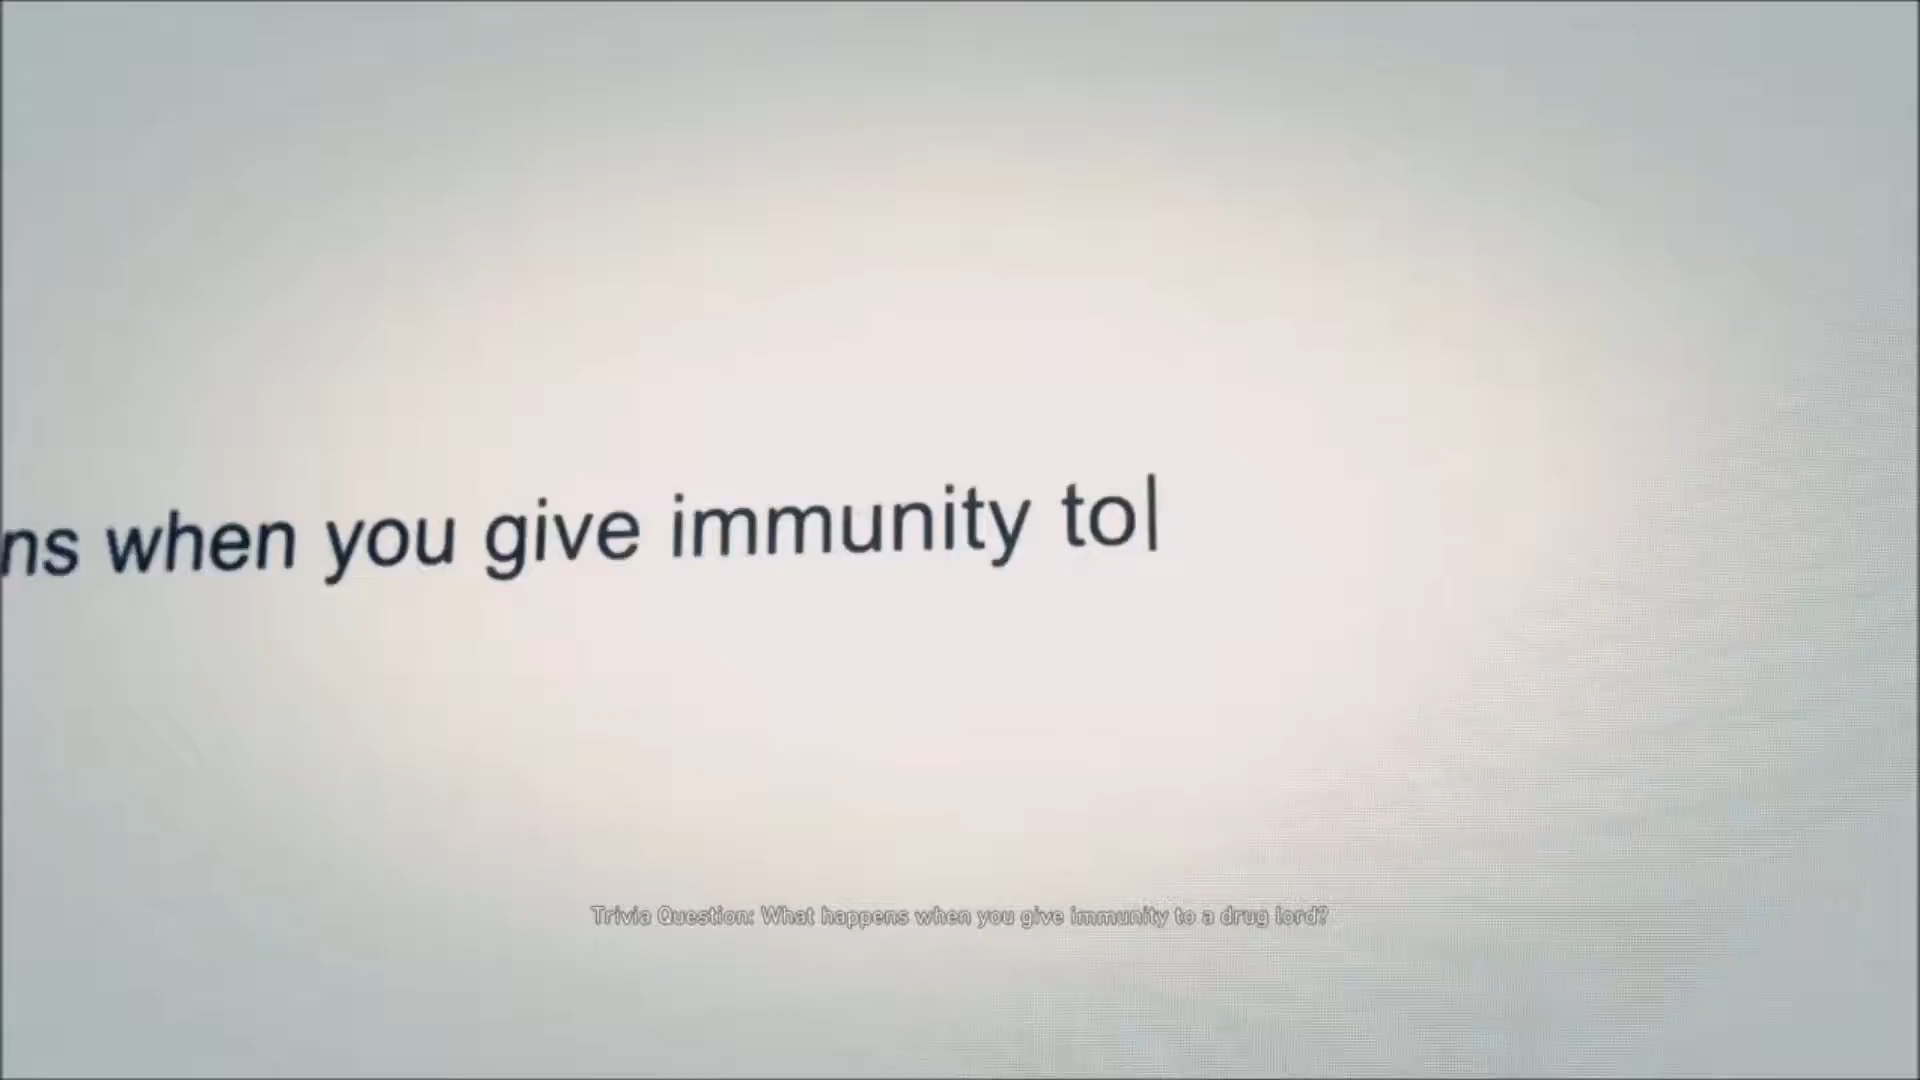 ns when you give immunity to
Trivia Question: What happens when you give immunity to a drug lord?